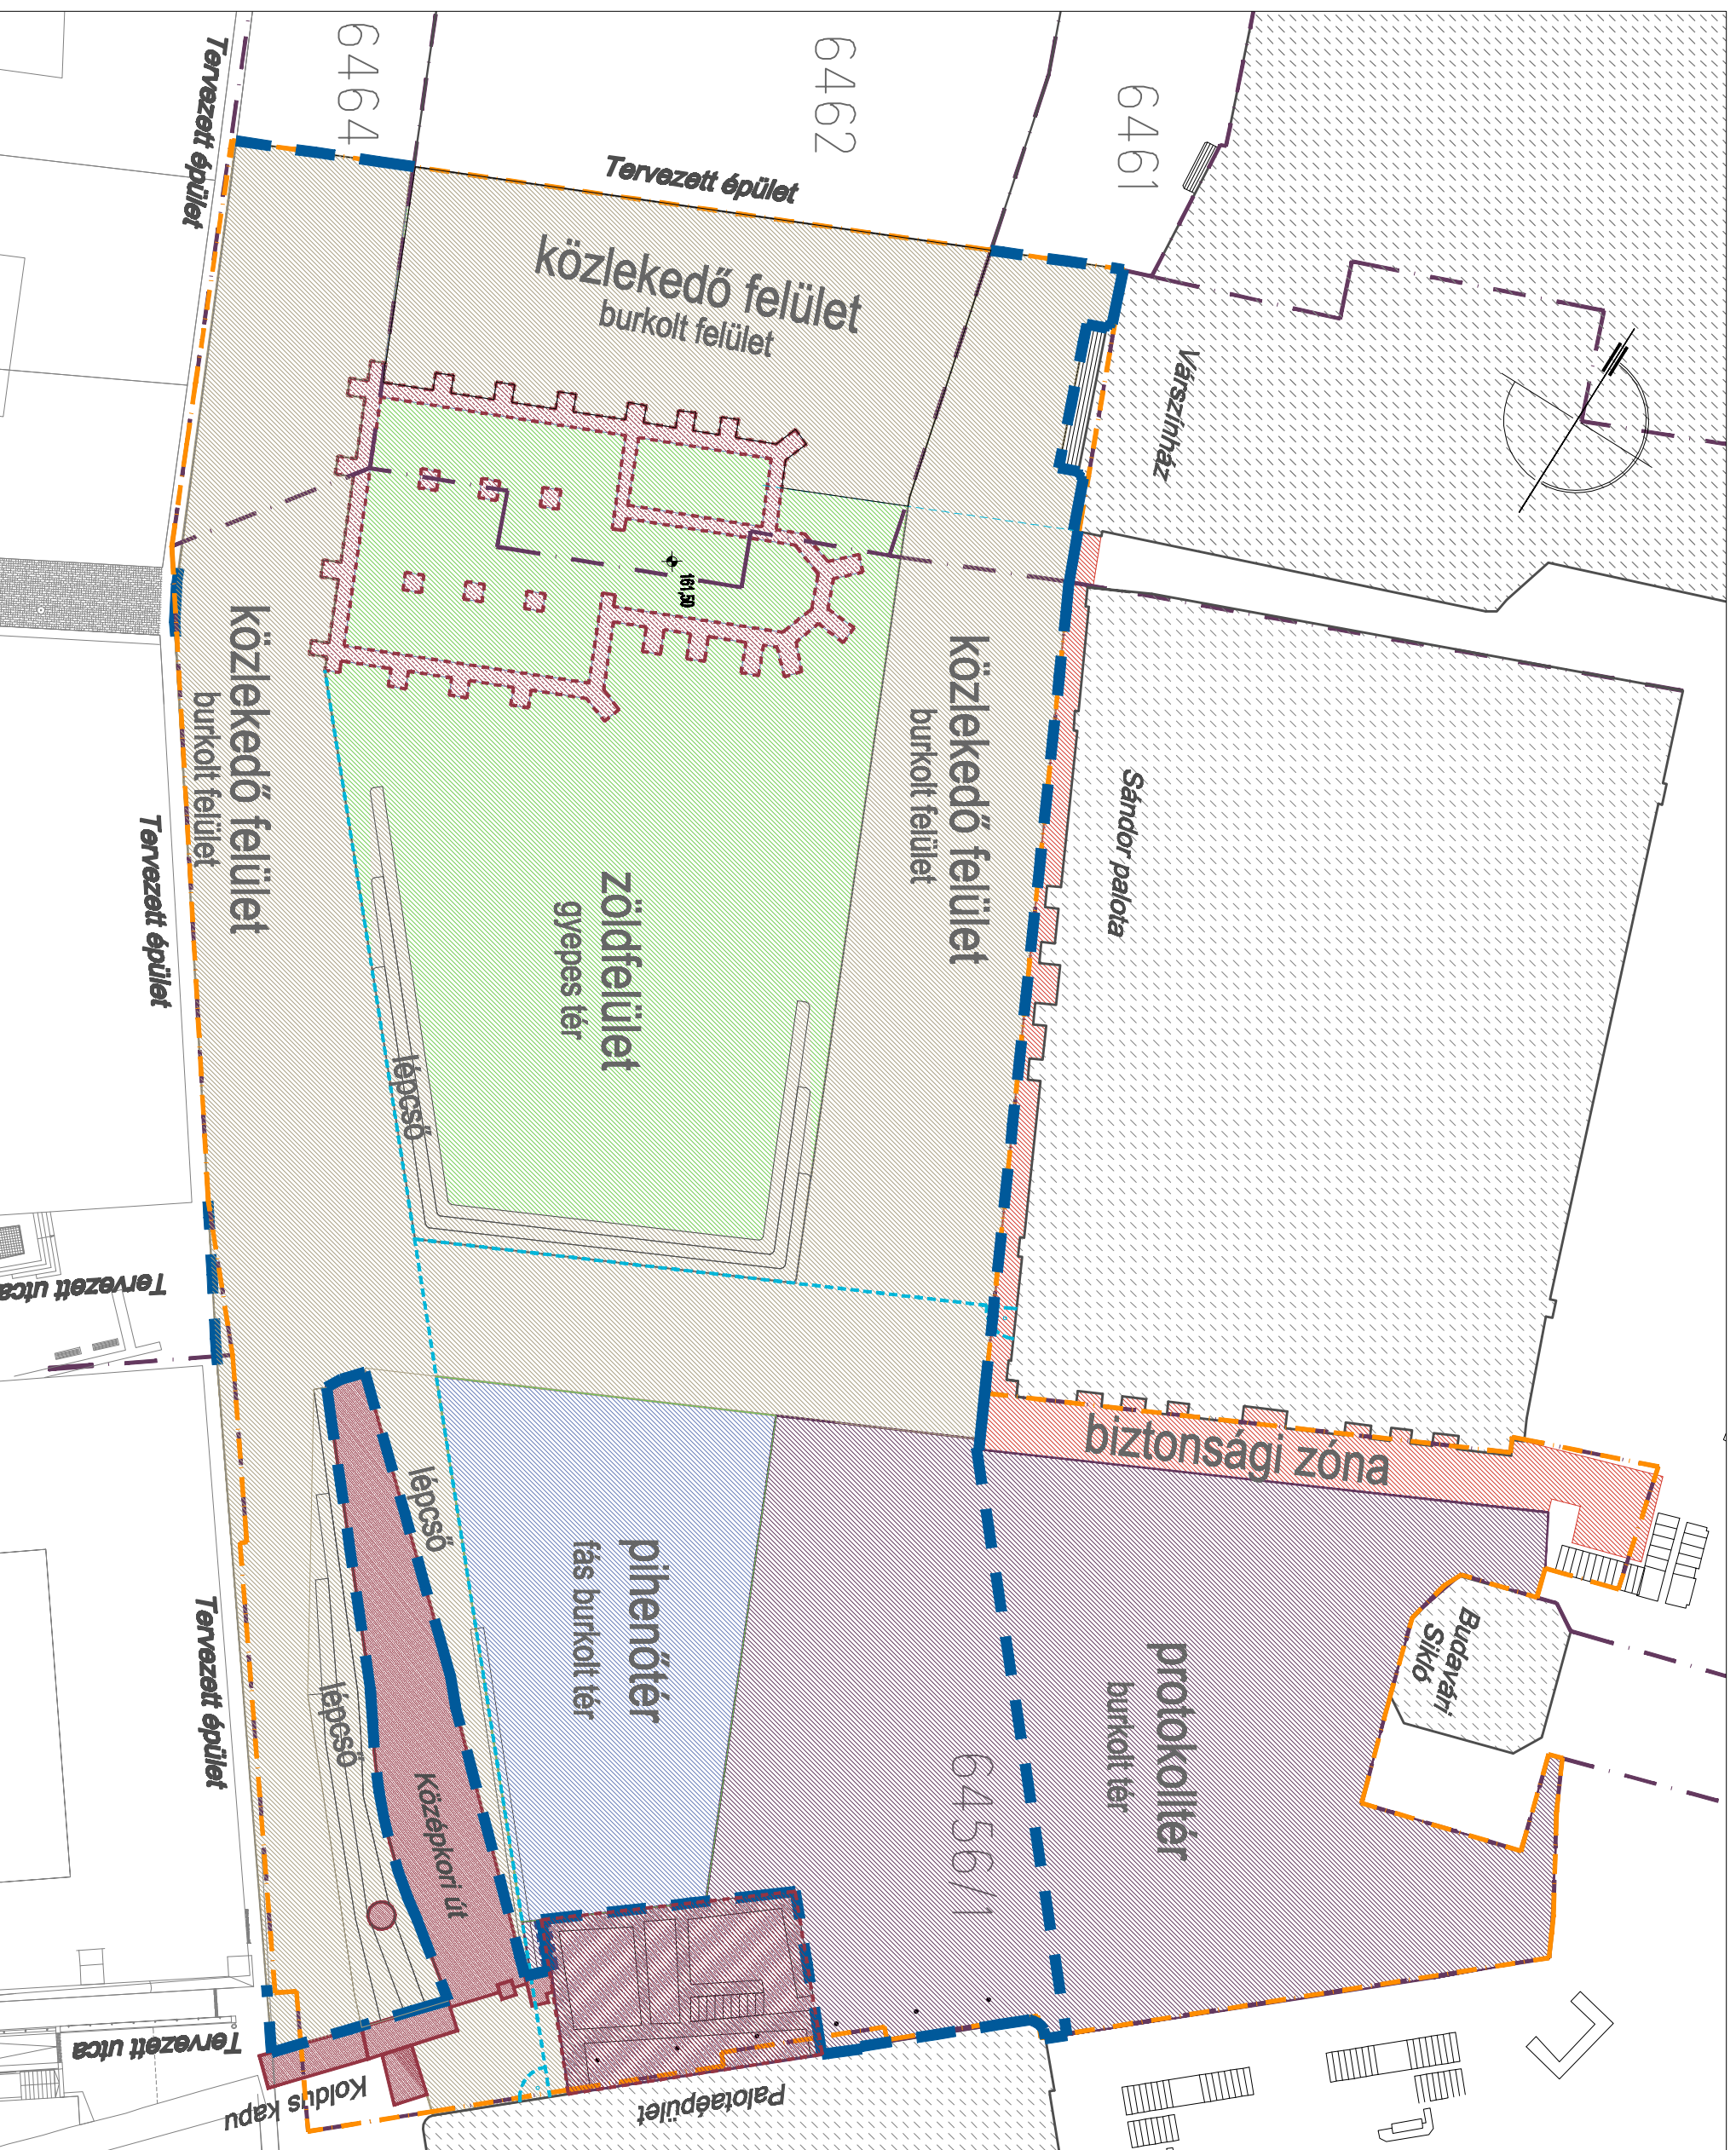 6464
6462
6461
Tervezett épület
Tervezett épület
közlekedő felület
burkolt felület
Várszínház
161,50
közlekedő felület
burkolt felület
közlekedő felület
burkolt felület
Sándor palota
Tervezett épület
zöldfelület
gyepes tér
lépcső
Tervezett utca
biztonsági zóna
lépcső
pihenőtér
fás burkolt tér
protokolltér
burkolt tér
Budavári
Sikló
Tervezett épület
lépcső
Középkori út
6456/1
Tervezett utca
Koldus kapu
Palotaépület